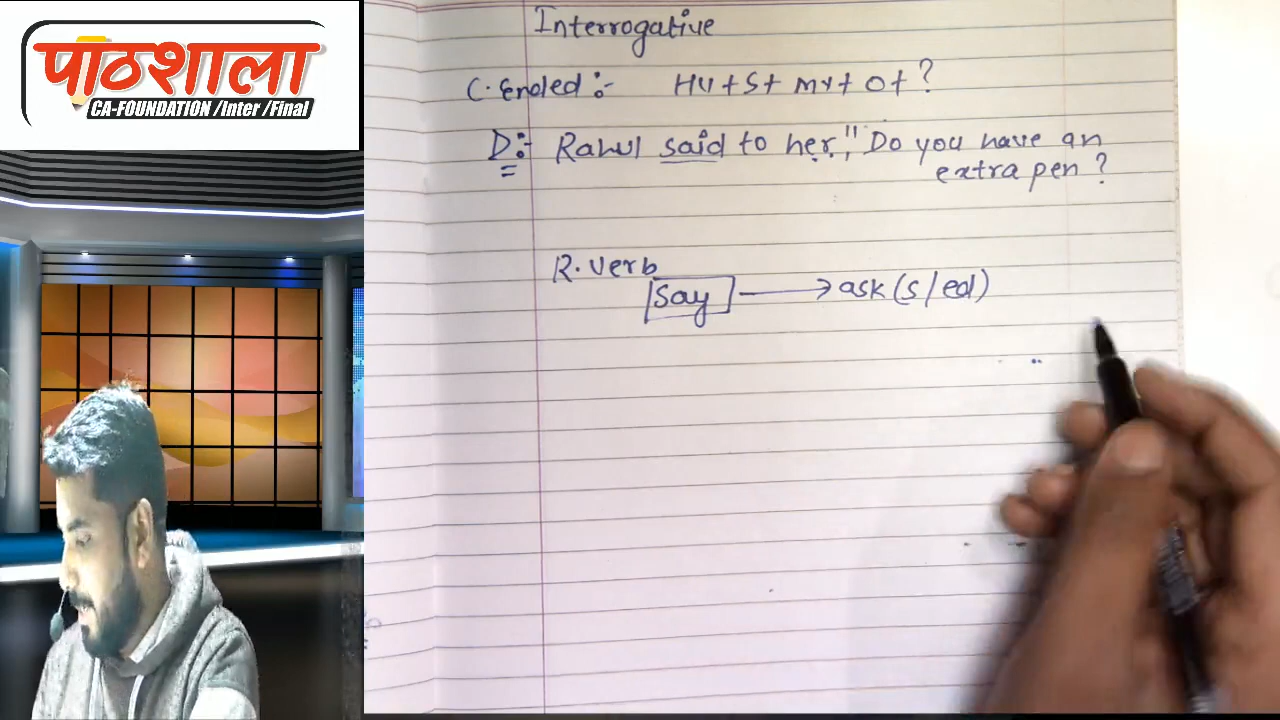 पाठशाला
CA-FOUNDATION /Inter /Final
Interrogative
C. Ended :- HV + S + MV + O + ?
D:- Rahul said to her, " Do you have an
extra pen ?
R. verb
Say → ask (s/ed)